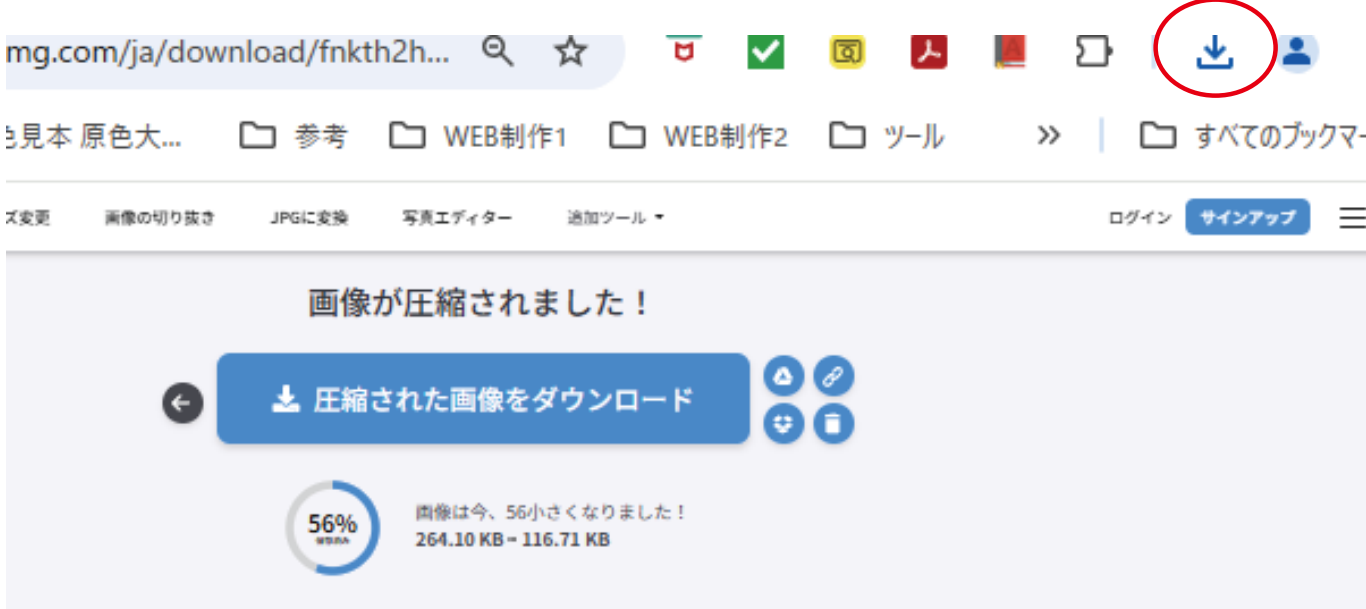 mg.com/ja/download/fnkth2h...
色見本 原色大... 参考 WEB制作1 WEB制作2 ツール » すべてのブックマー
ズ変更 画像の切り抜き JPGに変換 写真エディター 追加ツール ログイン サインアップ
画像が圧縮されました！
圧縮された画像をダウンロード
56%
画像は今、56小さくなりました！
264.10 KB - 116.71 KB